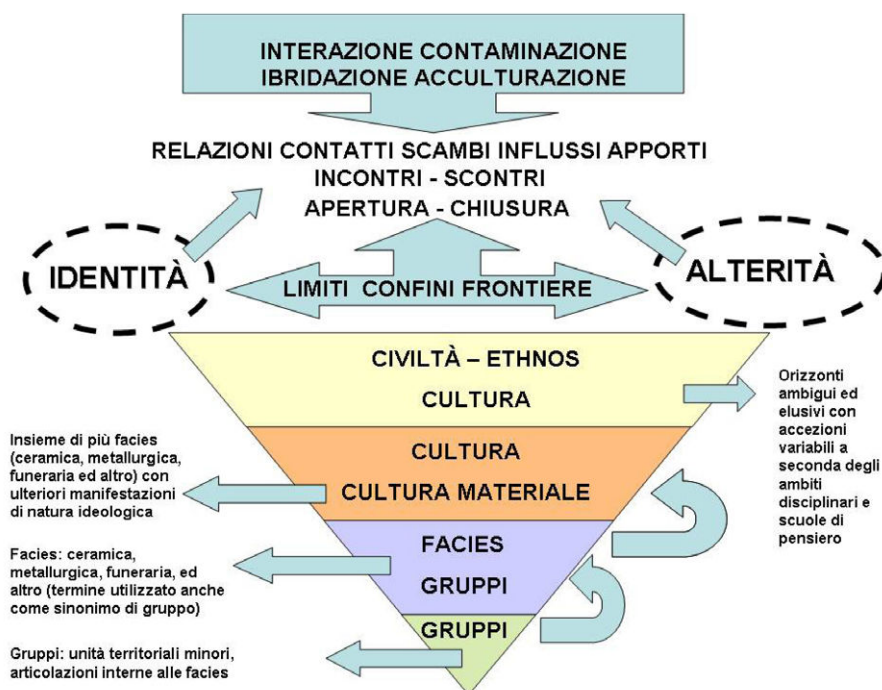 INTERAZIONE CONTAMINAZIONE
IBRIDAZIONE ACCULTURAZIONE
RELAZIONI CONTATTI SCAMBI INFLUSSI APPORTI
INCONTRI - SCONTRI
APERTURA - CHIUSURA
IDENTITÀ
ALTERITÀ
LIMITI CONFINI FRONTIERE
CIVILTÀ – ETHNOS
CULTURA
Orizzonti
ambigui ed
elusivi con
accezioni
variabili a
seconda degli
ambiti
disciplinari e
scuole di
pensiero
Insieme di più facies
(ceramica, metallurgica,
funeraria ed altro) con
ulteriori manifestazioni
di natura ideologica
CULTURA
CULTURA MATERIALE
Facies: ceramica,
metallurgica, funeraria, ed
altro (termine utilizzato anche
come sinonimo di gruppo)
FACIES
GRUPPI
GRUPPI
Gruppi: unità territoriali minori,
articolazioni interne alle facies